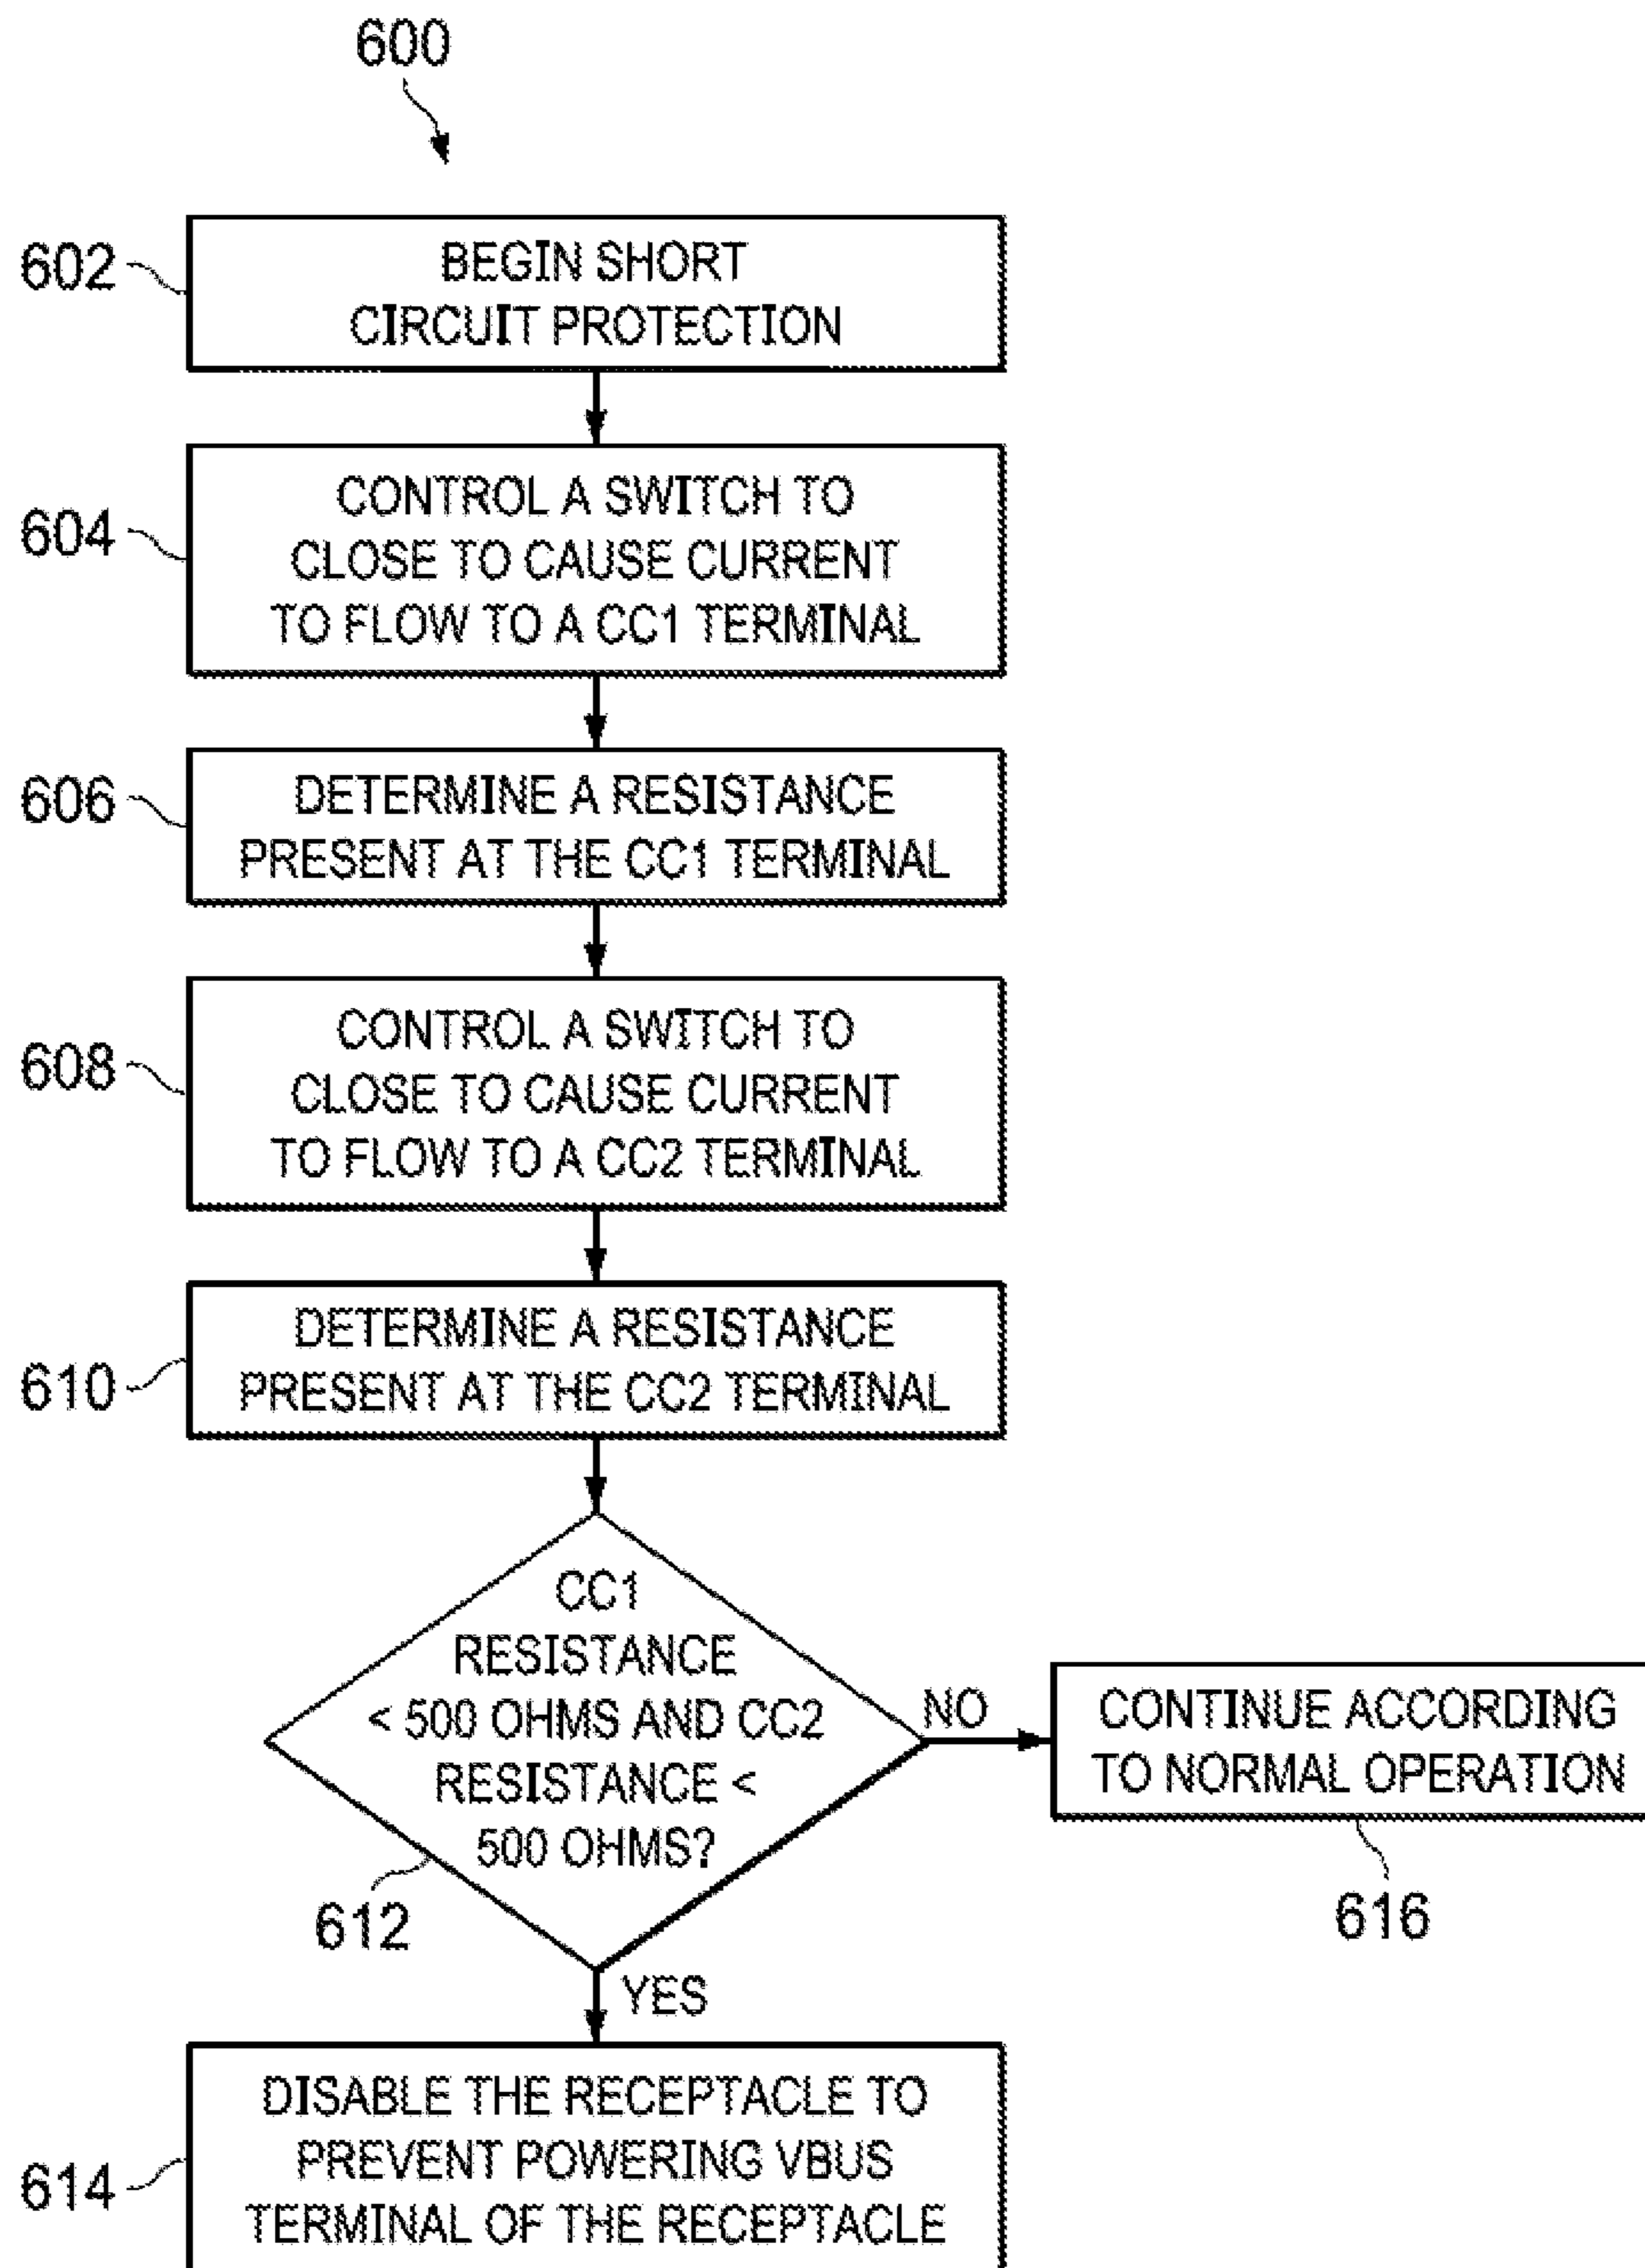 600
602
BEGIN SHORT
CIRCUIT PROTECTION
604
CONTROL A SWITCH TO
CLOSE TO CAUSE CURRENT
TO FLOW TO A CC1 TERMINAL
606
DETERMINE A RESISTANCE
PRESENT AT THE CC1 TERMINAL
608
CONTROL A SWITCH TO
CLOSE TO CAUSE CURRENT
TO FLOW TO A CC2 TERMINAL
610
DETERMINE A RESISTANCE
PRESENT AT THE CC2 TERMINAL
CC1
RESISTANCE
< 500 OHMS AND CC2
RESISTANCE <
500 OHMS?
612
NO
CONTINUE ACCORDING
TO NORMAL OPERATION
616
YES
614
DISABLE THE RECEPTACLE TO
PREVENT POWERING VBUS
TERMINAL OF THE RECEPTACLE